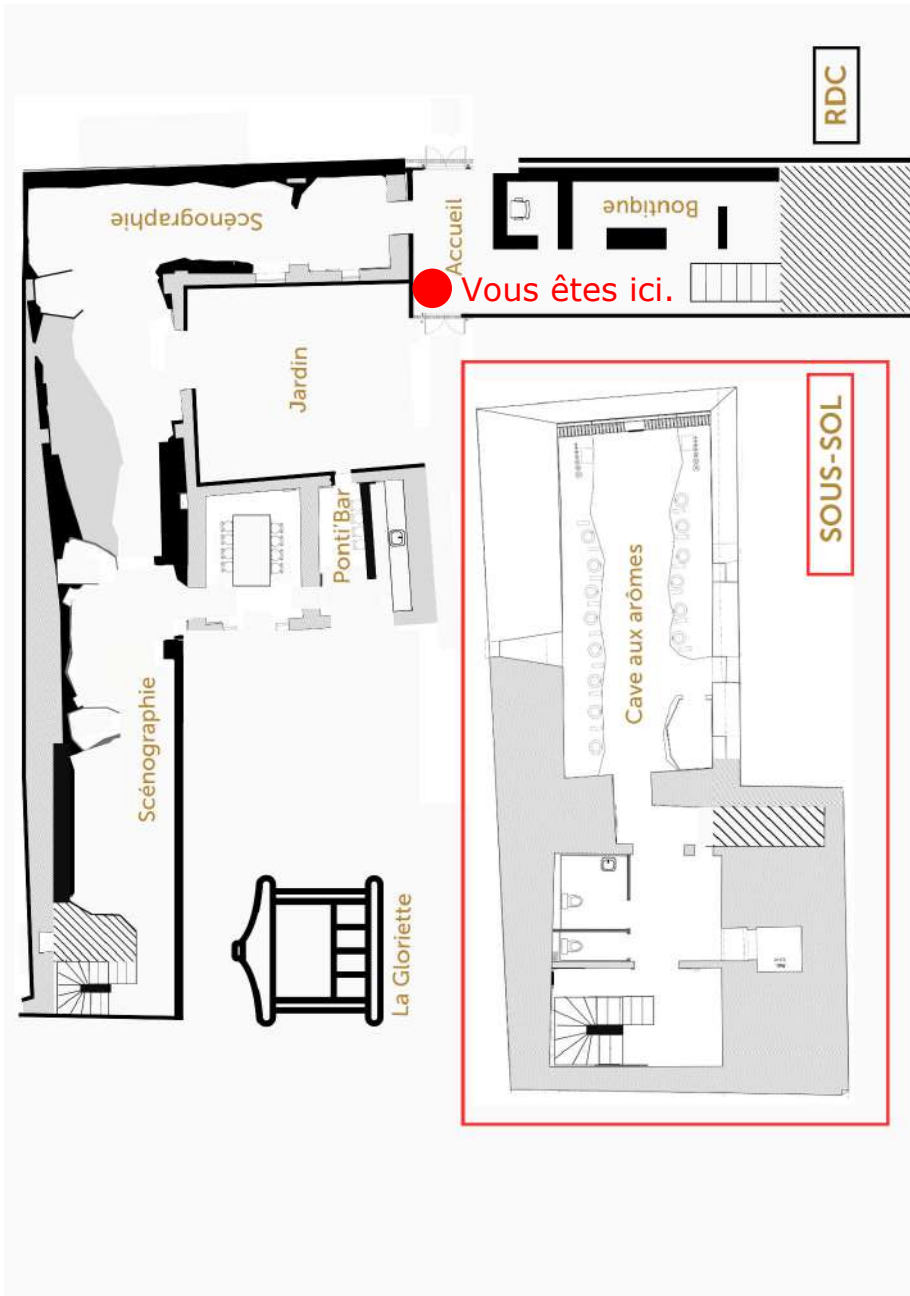 RDC
Scénographie
Accueil
Boutique
Vous êtes ici.
Jardin
SOUS-SOL
Ponti'Bar
Cave aux arômes
Scénographie
La Gloriette